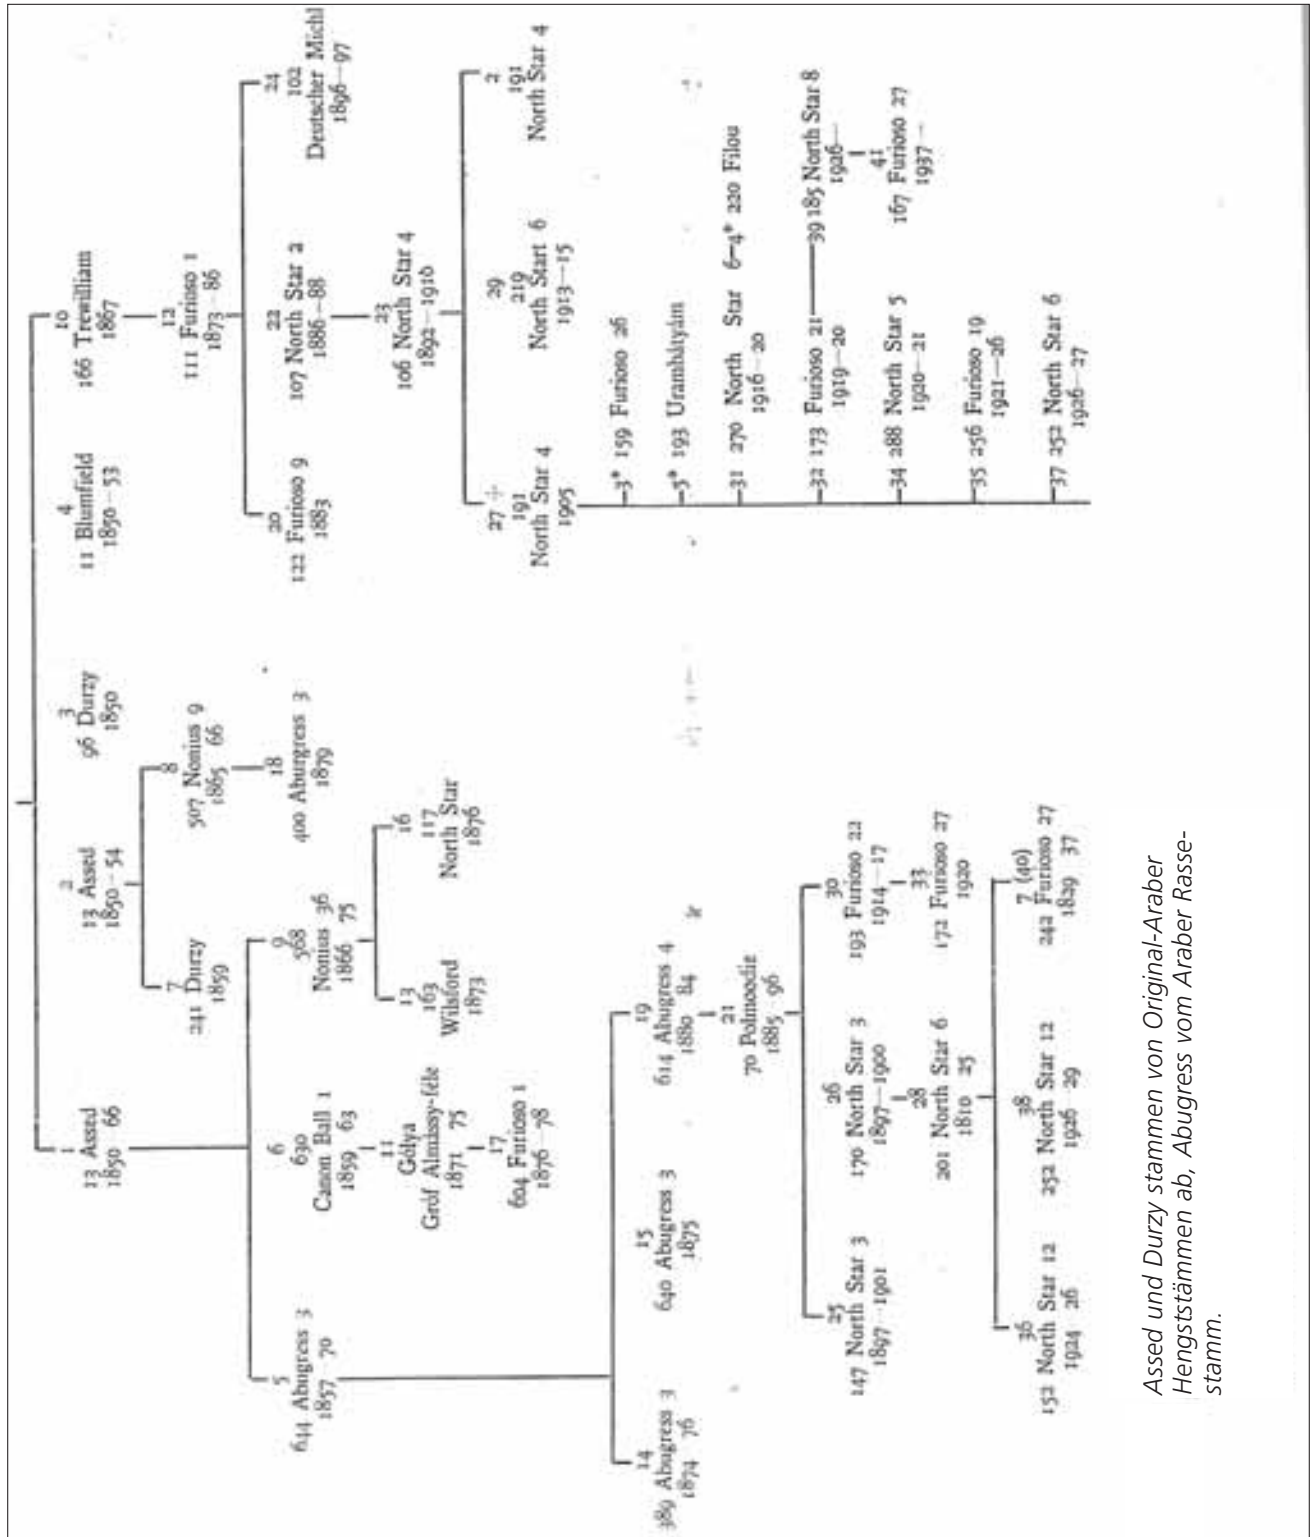 1
13 Assed
1850 66
2
13 Assed
1850—54
3
96 Durzy
1850
4
11 Blumfield
1850—53
10
166 Trewilliam
1867
7
241 Durzy
1859
8
507 Nonius 9
1865 66
12
111 Furioso 1
1873—86
5
644 Abugress 3
1857 70
6
630
Canon Ball 1
1859 63
9
568
Nonius 36
1866 75
18
400 Aburgress 3
1879
20
122 Furioso 9
1883
22
107 North Star 2
1886—88
24
102
Deutscher Michl
1896—97
11
Gólya
Gróf Almássy-féle
1871 75
13
163
Wilsford
1873
16
117
North Star
1876
23
106 North Star 4
1892—1910
17
604 Furioso 1
1876—78
27 ÷
191
North Star 4
1905
29
219
North Start 6
1913—15
2
191
North Star 4
14
389 Abugress 3
1874 76
15
640 Abugress 3
1875
19
614 Abugress 4
1880 84
3* 159 Furioso 26
5* 193 Urambátyám
21
70 Polmoodie
1885 96
31 270 North Star 6—4* 220 Filou
1916—20
25
147 North Star 3
1897—1901
26
170 North Star 3
1897—1900
30
193 Furioso 22
1914—17
32 173 Furioso 21—39 185 North Star 8
1919—20
1926—
41
167 Furioso 27
1937—
28
201 North Star 6
1810 25
33
172 Furioso 27
1920
34 288 North Star 5
1920—21
35 256 Furioso 19
1921—26
36
152 North Star 12
1924 26
38
252 North Star 12
1926 29
7 (40)
242 Furioso 27
1829 37
37 252 North Star 6
1926—27
Assed und Durzy stammen von Original-Araber
Hengststämmen ab, Abugress vom Araber Rasse-
stamm.